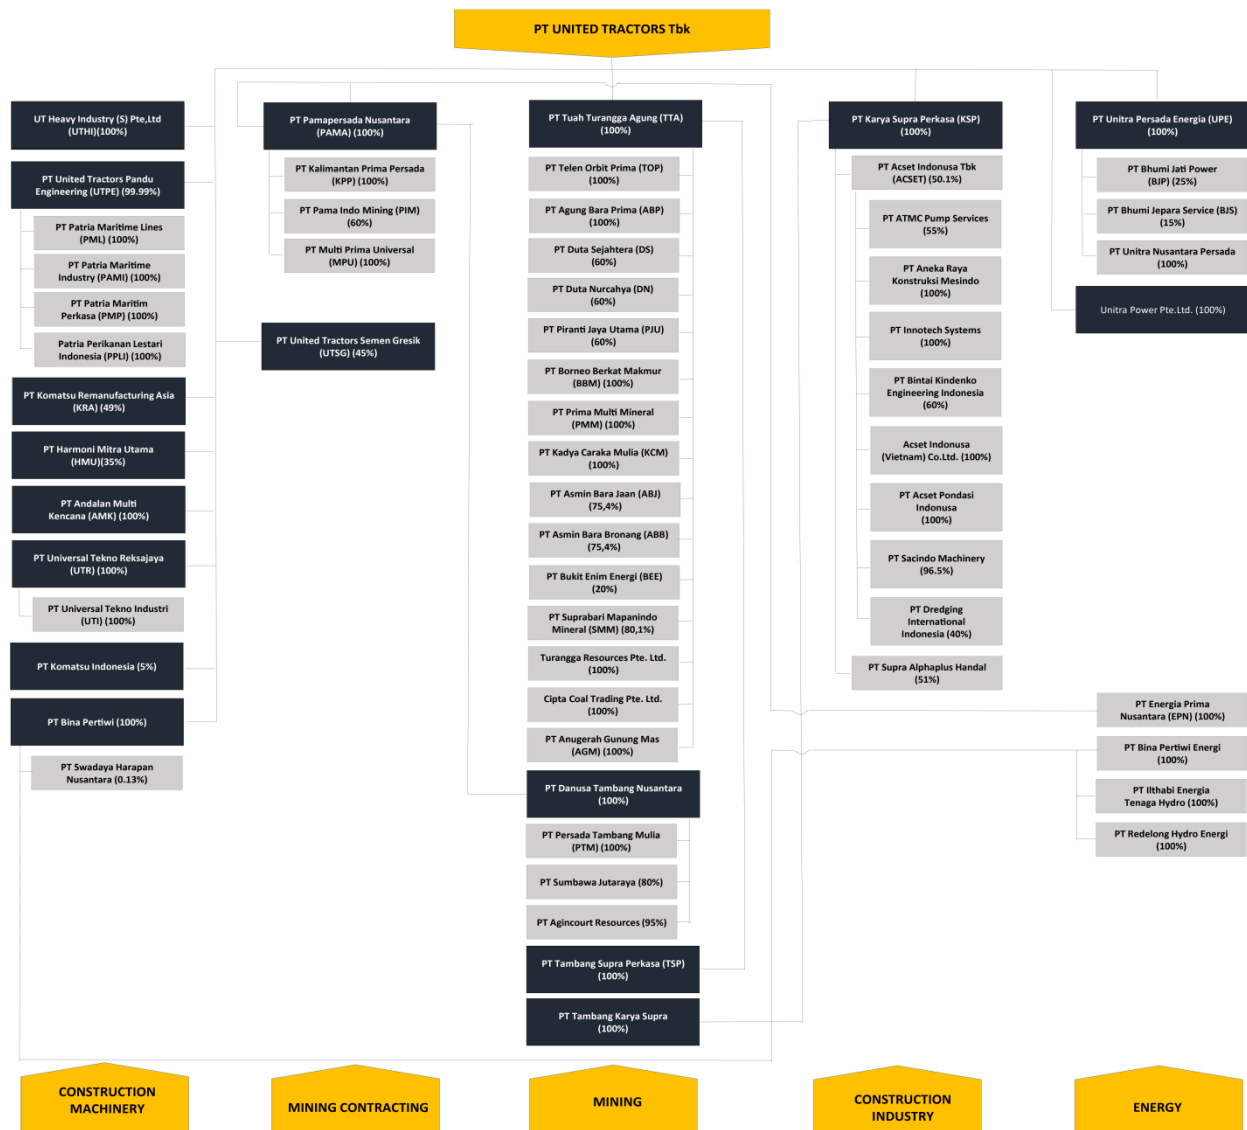 PT UNITED TRACTORS Tbk
UT Heavy Industry (S) Pte,Ltd
(UTHI)(100%)
PT United Tractors Pandu
Engineering (UTPE) (99.99%)
PT Patria Maritime Lines
(PML) (100%)
PT Patria Maritime
Industry (PAMI) (100%)
PT Patria Maritim
Perkasa (PMP) (100%)
Patria Perikanan Lestari
Indonesia (PPLI) (100%)
PT Komatsu Remanufacturing Asia
(KRA) (49%)
PT Harmoni Mitra Utama
(HMU)(35%)
PT Andalan Multi
Kencana (AMK) (100%)
PT Universal Tekno Reksajaya
(UTR) (100%)
PT Universal Tekno Industri
(UTI) (100%)
PT Komatsu Indonesia (5%)
PT Bina Pertiwi (100%)
PT Swadaya Harapan
Nusantara (0.13%)
PT Pamapersada Nusantara
(PAMA) (100%)
PT Kalimantan Prima Persada
(KPP) (100%)
PT Pama Indo Mining (PIM)
(60%)
PT Multi Prima Universal
(MPU) (100%)
PT United Tractors Semen Gresik
(UTSG) (45%)
PT Tuah Turangga Agung (TTA)
(100%)
PT Telen Orbit Prima (TOP)
(100%)
PT Agung Bara Prima (ABP)
(100%)
PT Duta Sejahtera (DS)
(60%)
PT Duta Nurcahya (DN)
(60%)
PT Piranti Jaya Utama (PJU)
(60%)
PT Borneo Berkat Makmur
(BBM) (100%)
PT Prima Multi Mineral
(PMM) (100%)
PT Kadya Caraka Mulia (KCM)
(100%)
PT Asmin Bara Jaan (ABJ)
(75,4%)
PT Asmin Bara Bronang (ABB)
(75,4%)
PT Bukit Enim Energi (BEE)
(20%)
PT Suprabari Mapanindo
Mineral (SMM) (80,1%)
Turangga Resources Pte. Ltd.
(100%)
Cipta Coal Trading Pte. Ltd.
(100%)
PT Anugerah Gunung Mas
(AGM) (100%)
PT Danusa Tambang Nusantara
(100%)
PT Persada Tambang Mulia
(PTM) (100%)
PT Sumbawa Jutaraya (80%)
PT Agincourt Resources (95%)
PT Tambang Supra Perkasa (TSP)
(100%)
PT Tambang Karya Supra
(100%)
PT Karya Supra Perkasa (KSP)
(100%)
PT Acset Indonusa Tbk
(ACSET) (50.1%)
PT ATMC Pump Services
(55%)
PT Aneka Raya
Konstruksi Mesindo
(100%)
PT Innotech Systems
(100%)
PT Bintai Kindenko
Engineering Indonesia
(60%)
Acset Indonusa
(Vietnam) Co.Ltd. (100%)
PT Acset Pondasi
Indonusa
(100%)
PT Sacindo Machinery
(96.5%)
PT Dredging
International
Indonesia (40%)
PT Supra Alphaplus Handal
(51%)
PT Unitra Persada Energia (UPE)
(100%)
PT Bhumi Jati Power
(BJP) (25%)
PT Bhumi Jepara Service (BJS)
(15%)
PT Unitra Nusantara Persada
(100%)
Unitra Power Pte.Ltd. (100%)
PT Energia Prima
Nusantara (EPN) (100%)
PT Bina Pertiwi Energi
(100%)
PT Ilthabi Energia
Tenaga Hydro (100%)
PT Redelong Hydro Energi
(100%)
CONSTRUCTION
MACHINERY
MINING CONTRACTING
MINING
CONSTRUCTION
INDUSTRY
ENERGY